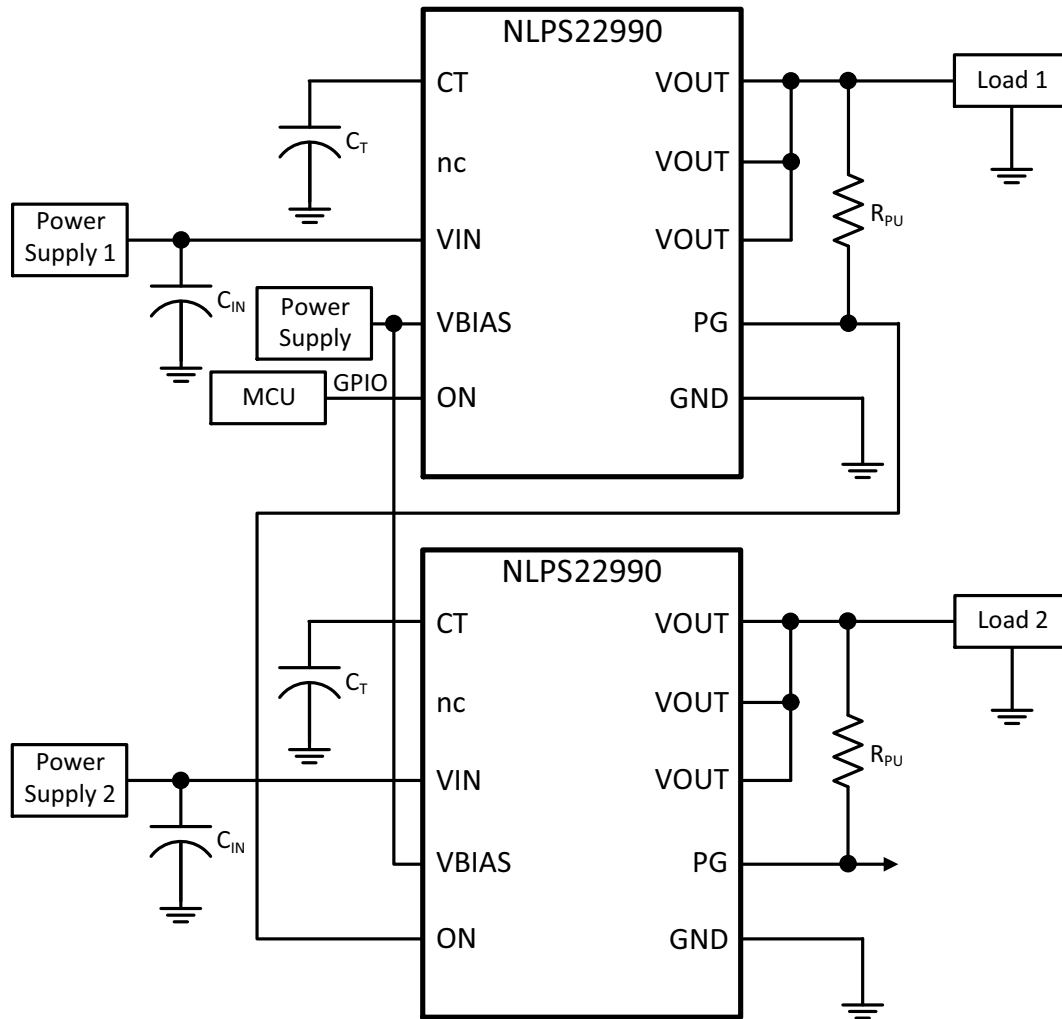 NLPS22990
CT
VOUT
Load 1
C_T
nc
VOUT
Power
Supply 1
VIN
VOUT
R_PU
C_IN
Power
Supply
VBIAS
PG
MCU
GPIO
ON
GND
NLPS22990
CT
VOUT
Load 2
C_T
nc
VOUT
Power
Supply 2
VIN
VOUT
R_PU
C_IN
VBIAS
PG
ON
GND